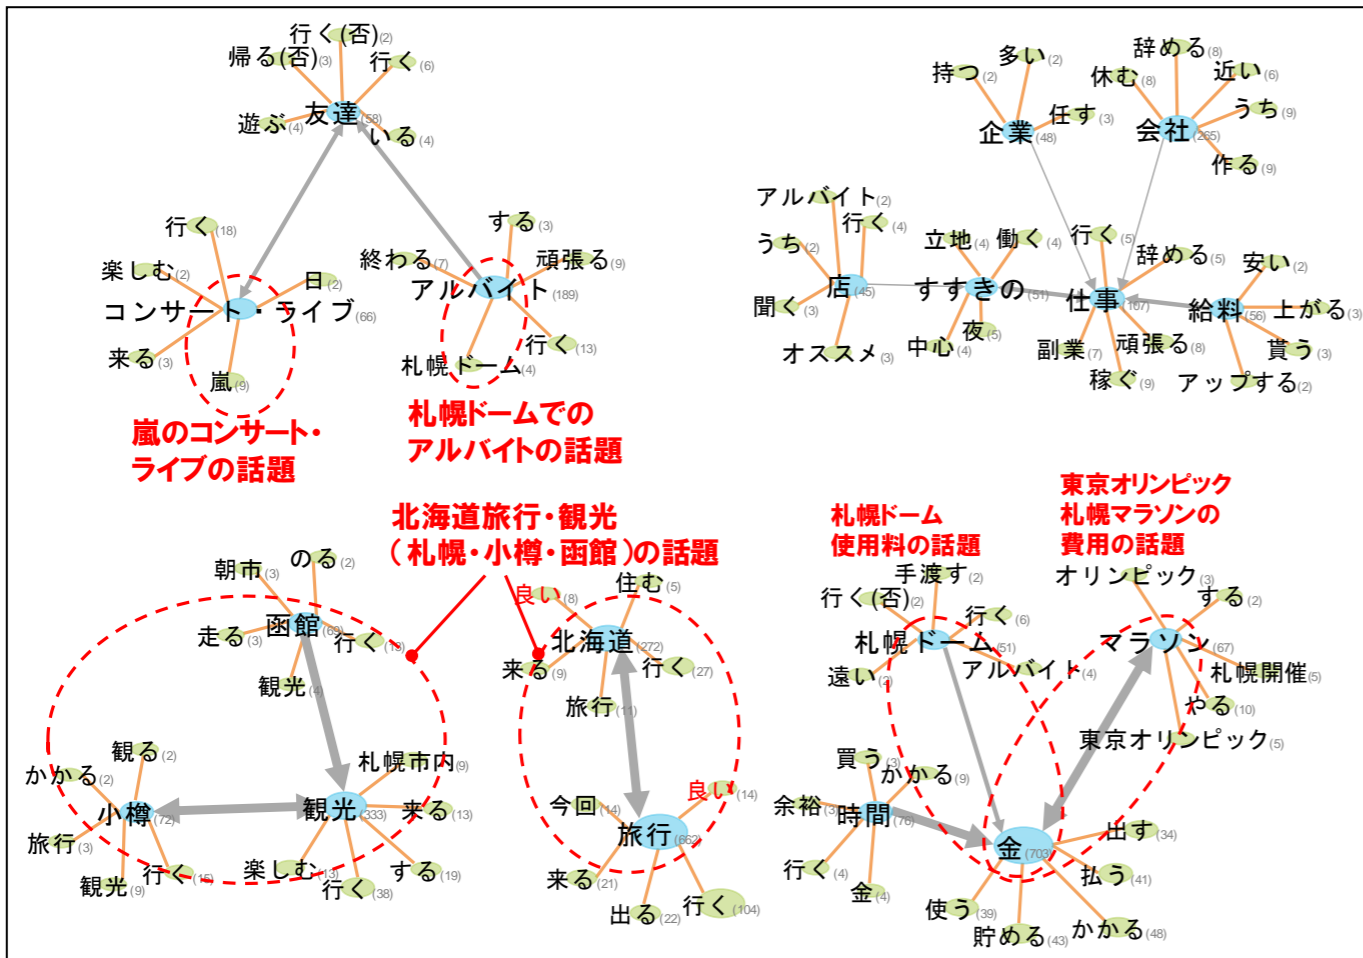 行く(否)(2)
帰る(否)(3)
行く(6)
友達(58)
遊ぶ(4)
いる(4)
行く(18)
楽しむ(2)
日(2)
コンサート・ライブ(66)
来る(3)
嵐(9)
する(3)
終わる(7)
頑張る(9)
アルバイト(189)
行く(13)
札幌ドーム(4)
嵐のコンサート・
ライブの話題
札幌ドームでの
アルバイトの話題
多い(2)
持つ(2)
任す(3)
企業(48)
辞める(8)
休む(8)
近い(6)
うち(9)
会社(265)
作る(9)
アルバイト(2)
行く(4)
うち(2)
店(45)
聞く(3)
オススメ(3)
立地(4)
働く(4)
すすきの(51)
中心(4)
夜(5)
行く(5)
辞める(5)
仕事(167)
副業(7)
頑張る(8)
稼ぐ(9)
安い(2)
上がる(3)
給料(56)
貰う(3)
アップする(2)
北海道旅行・観光
(札幌・小樽・函館)の話題
朝市(3)
のる(2)
函館(69)
走る(3)
行く(13)
観光(4)
観る(2)
かかる(2)
小樽(72)
旅行(3)
観光(9)
行く(15)
札幌市内(9)
観光(333)
来る(13)
楽しむ(13)
する(19)
行く(38)
良い(8)
住む(5)
北海道(272)
来る(9)
行く(27)
旅行(11)
今回(14)
良い(14)
旅行(662)
来る(21)
出る(22)
行く(104)
札幌ドーム
使用料の話題
東京オリンピック
札幌マラソンの
費用の話題
手渡す(2)
行く(否)(2)
行く(6)
札幌ドーム(51)
遠い(2)
アルバイト(4)
オリンピック(3)
する(2)
マラソン(67)
札幌開催(5)
やる(10)
東京オリンピック(5)
買う(3)
かかる(9)
余裕(3)
時間(76)
行く(4)
金(4)
金(703)
出す(34)
払う(41)
使う(39)
貯める(43)
かかる(48)